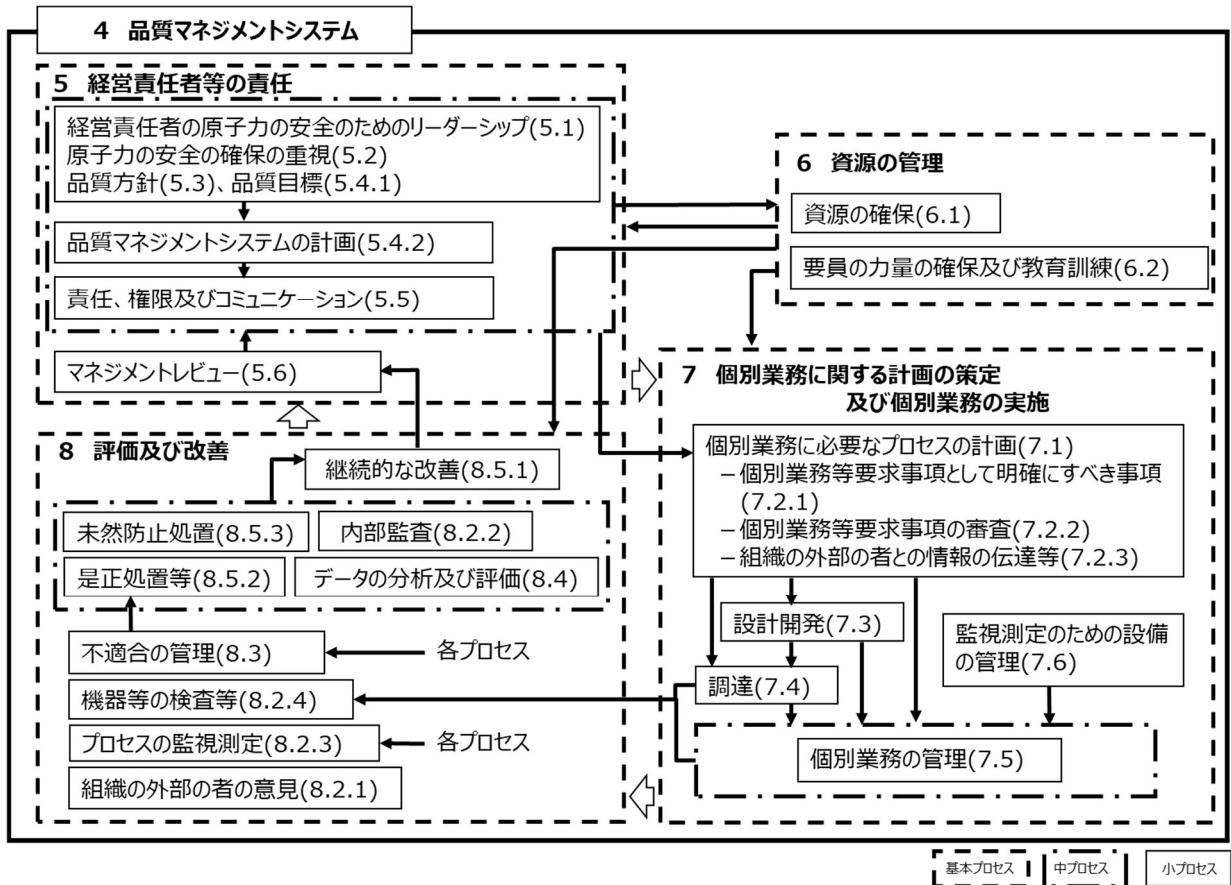 4 品質マネジメントシステム
5 経営責任者等の責任
経営責任者の原子力の安全のためのリーダーシップ(5.1)
原子力の安全の確保の重視(5.2)
品質方針(5.3)、品質目標(5.4.1)
品質マネジメントシステムの計画(5.4.2)
責任、権限及びコミュニケーション(5.5)
マネジメントレビュー(5.6)
6 資源の管理
資源の確保(6.1)
要員の力量の確保及び教育訓練(6.2)
7 個別業務に関する計画の策定
及び個別業務の実施
個別業務に必要なプロセスの計画(7.1)
－個別業務等要求事項として明確にすべき事項
(7.2.1)
－個別業務等要求事項の審査(7.2.2)
－組織の外部の者との情報の伝達等(7.2.3)
設計開発(7.3)
監視測定のための設備
の管理(7.6)
調達(7.4)
個別業務の管理(7.5)
8 評価及び改善
継続的な改善(8.5.1)
未然防止処置(8.5.3)
内部監査(8.2.2)
是正処置等(8.5.2)
データの分析及び評価(8.4)
不適合の管理(8.3)
各プロセス
機器等の検査等(8.2.4)
プロセスの監視測定(8.2.3)
各プロセス
組織の外部の者の意見(8.2.1)
基本プロセス
中プロセス
小プロセス